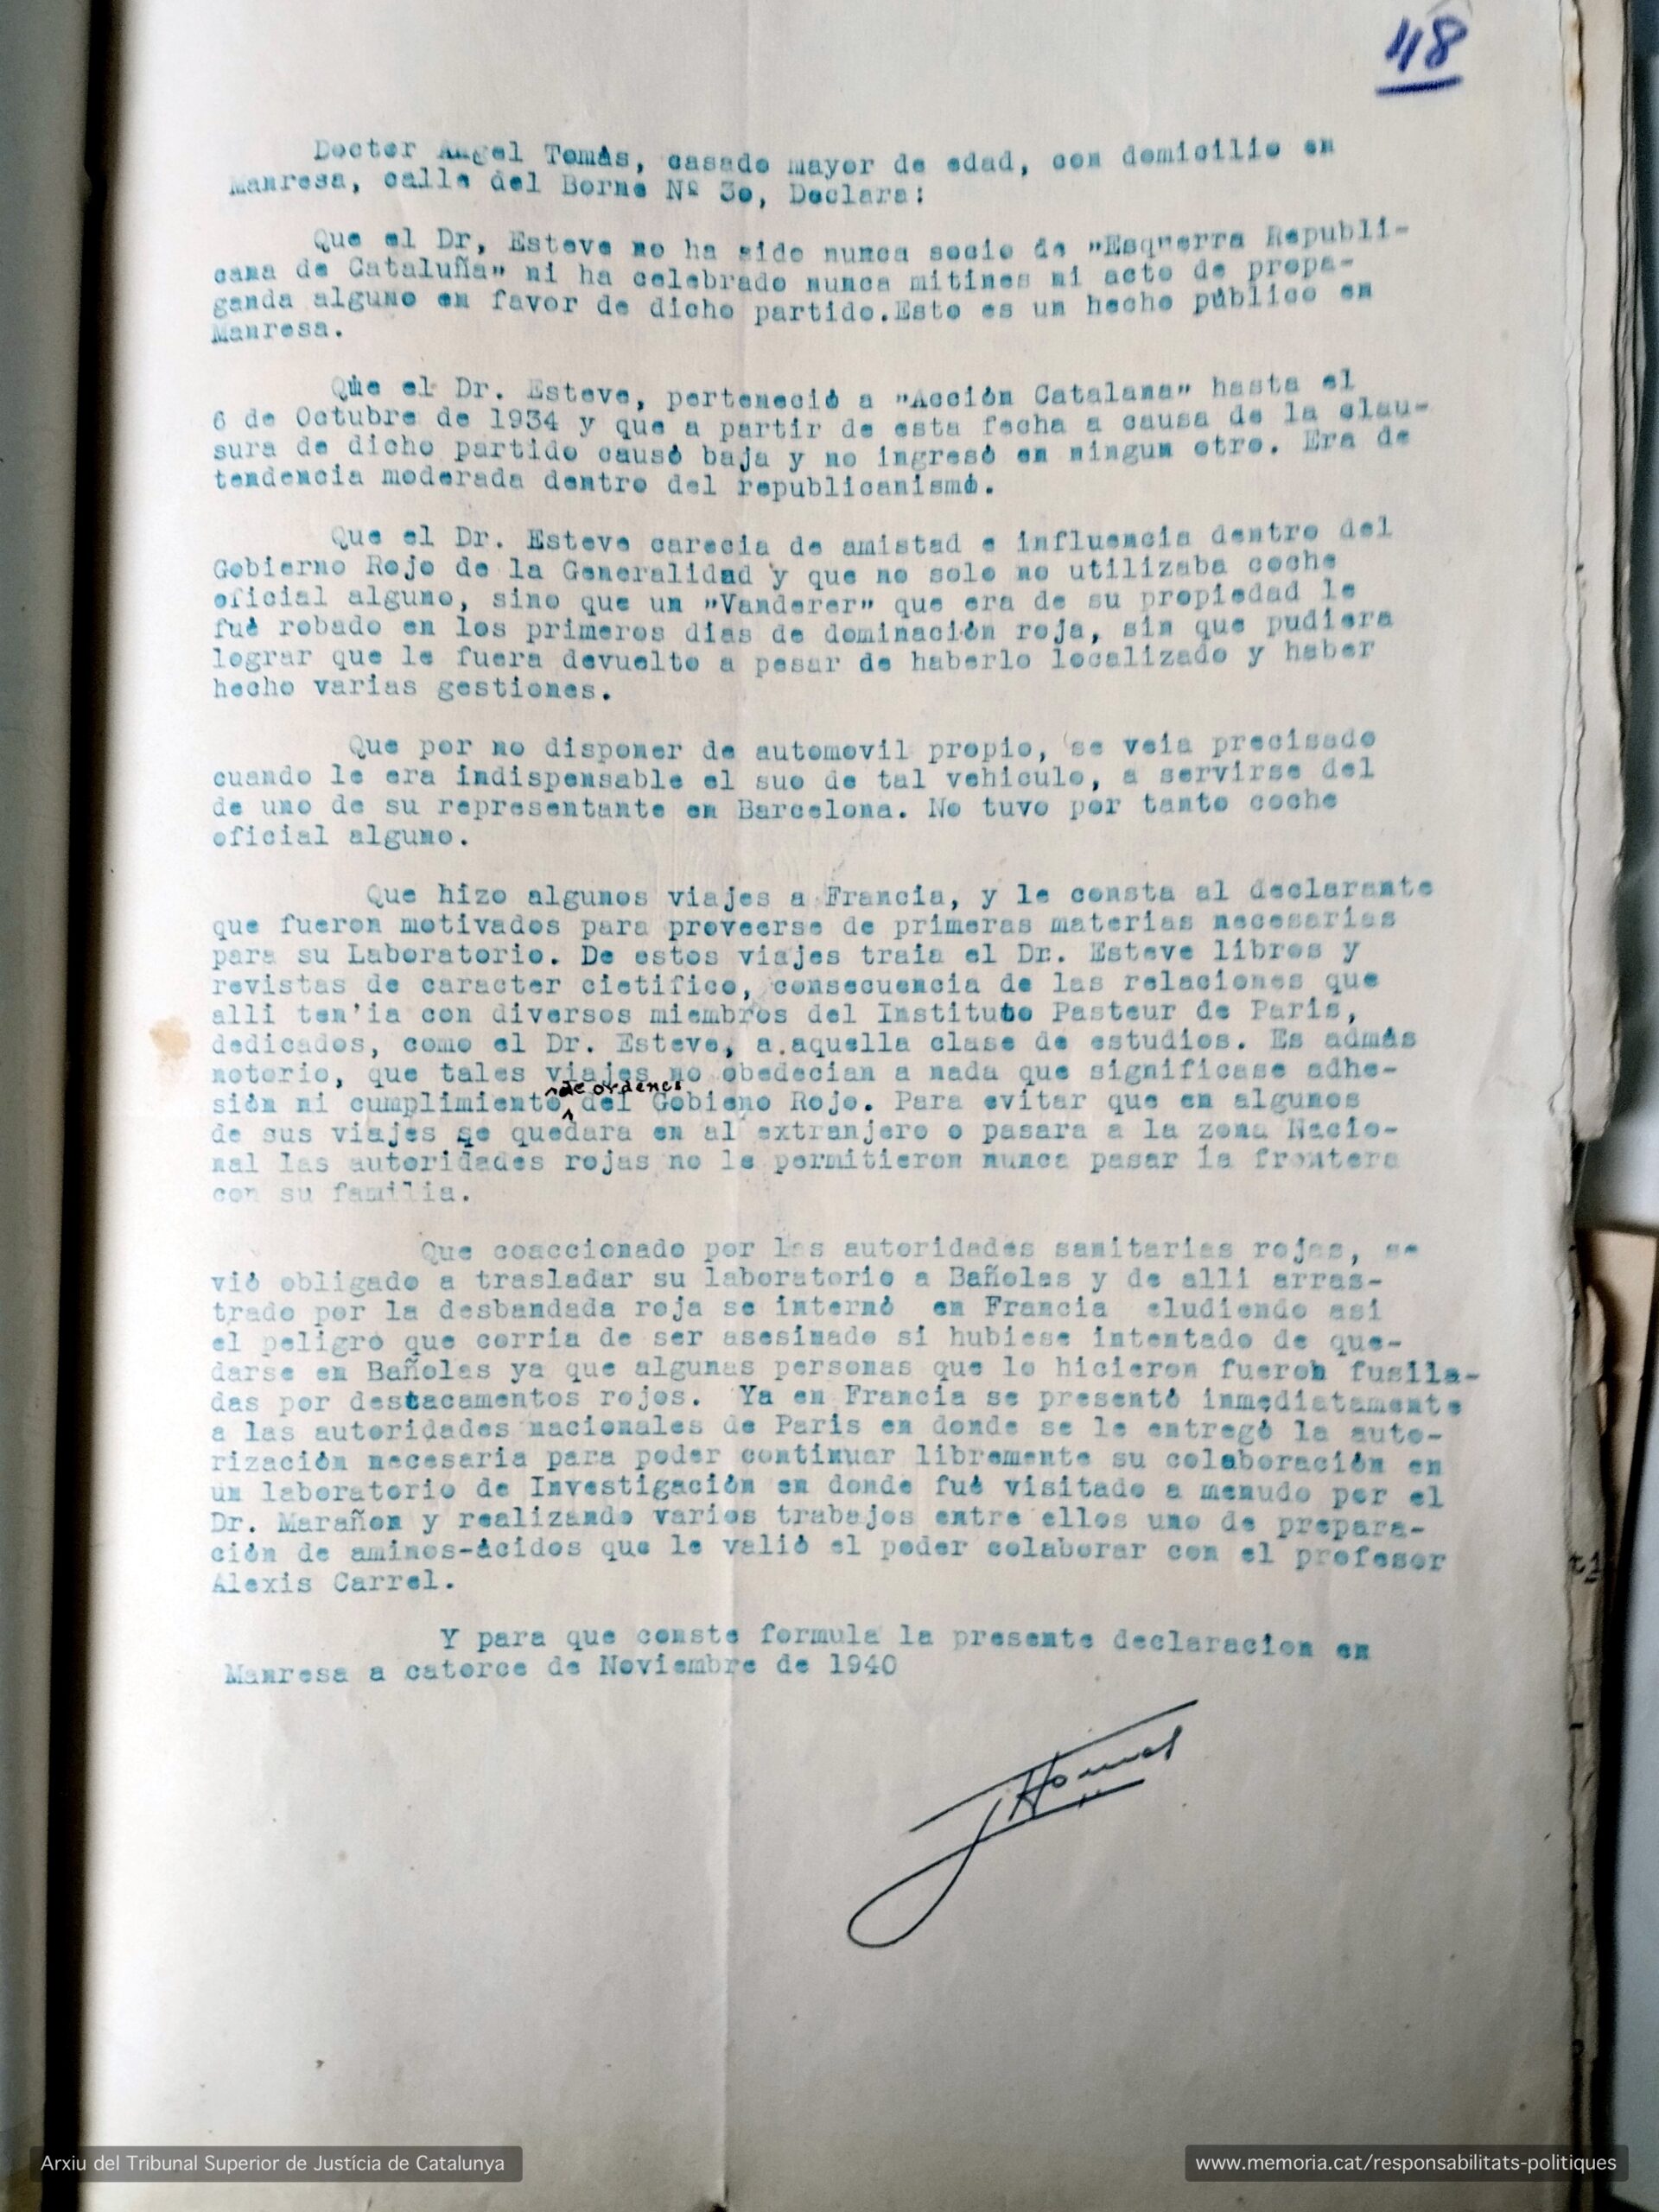 48
Doctor Angel Tomás, casado mayor de edad, con domicilio en
Manresa, calle del Borne Nº 3o, Declara:
Que el Dr, Esteve no ha sido nunca socio de "Esquerra Republi-
cana de Cataluña" ni ha celebrado nunca mitines ni acto de propa-
ganda alguno en favor de dicho partido.Esto es un hecho público en
Manresa.
Que el Dr. Esteve, perteneció a "Acción Catalana" hasta el
6 de Octubre de 1934 y que a partir de esta fecha a causa de la clau-
sura de dicho partido causó baja y no ingresó en ningun otro. Era de
tendencia moderada dentro del republicanismó.
Que el Dr. Esteve carecia de amistad e influencia dentro del
Gobierno Rojo de la Generalidad y que no solo no utilizaba coche
oficial alguno, sino que un "Vanderer" que era de su propiedad le
fué robado en los primeros dias de dominación roja, sin que pudiera
lograr que le fuera devuelto a pesar de haberlo localizado y haber
hecho varias gestiones.
Que por no disponer de automovil propio, se veia precisado
cuando le era indispensable el suo de tal vehiculo, a servirse del
de uno de su representante en Barcelona. No tuvo por tanto coche
oficial alguno.
Que hizo algunos viajes a Francia, y le consta al declarante
que fueron motivados para proveerse de primeras materias necesarias
para su Laboratorio. De estos viajes traia el Dr. Esteve libros y
revistas de caracter cietifico, consecuencia de las relaciones que
alli ten'ia con diversos miembros del Instituto Pasteur de Paris,
dedicados, como el Dr. Esteve, a aquella clase de estudios. Es admás
notorio, que tales viajes no obedecian a nada que significase adhe-
de ordenes
sión ni cumplimiento del Gobieno Rojo. Para evitar que en algunos
de sus viajes se quedara en al extranjero o pasara a la zona Nacio-
nal las autoridades rojas no le permitieron nunca pasar la frontera
con su familia.
Que coaccionado por las autoridades sanitarias rojas, se
vió obligado a trasladar su laboratorio a Bañolas y de alli arras-
trado por la desbandada roja se internó en Francia eludiendo asi
el peligró que corria de ser asesinado si hubiese intentado de que-
darse en Bañolas ya que algunas personas que lo hicieron fueron fusila-
das por destacamentos rojos. Ya en Francia se presentó inmediatamente
a las autoridades nacionales de Paris en donde se le entregó la auto-
rización necesaria para poder continuar libremente su colaboración en
un laboratorio de Investigación en donde fué visitado a menudo por el
Dr. Marañon y realizando varios trabajos entre ellos uno de prepara-
ción de aminos-ácidos que le valió el poder colaborar con el profesor
Alexis Carrel.
Y para que conste formula la presente declaracion en
Manresa a catorce de Noviembre de 1940
Arxiu del Tribunal Superior de Justícia de Catalunya
www.memoria.cat/responsabilitats-politiques